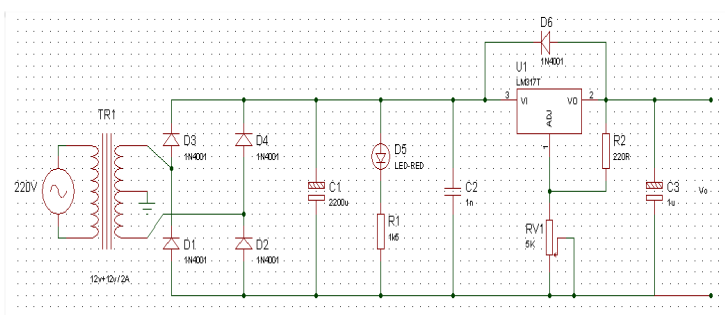 D6
1N4001
U1
LM317T
3
VI
VO
2
ADJ
1
TR1
220V
12v+12v/2A
D3
1N4001
D4
1N4001
D1
1N4001
D2
1N4001
C1
2200u
D5
LED-RED
R1
1k5
C2
1n
R2
220R
RV1
5K
C3
1u
Vo